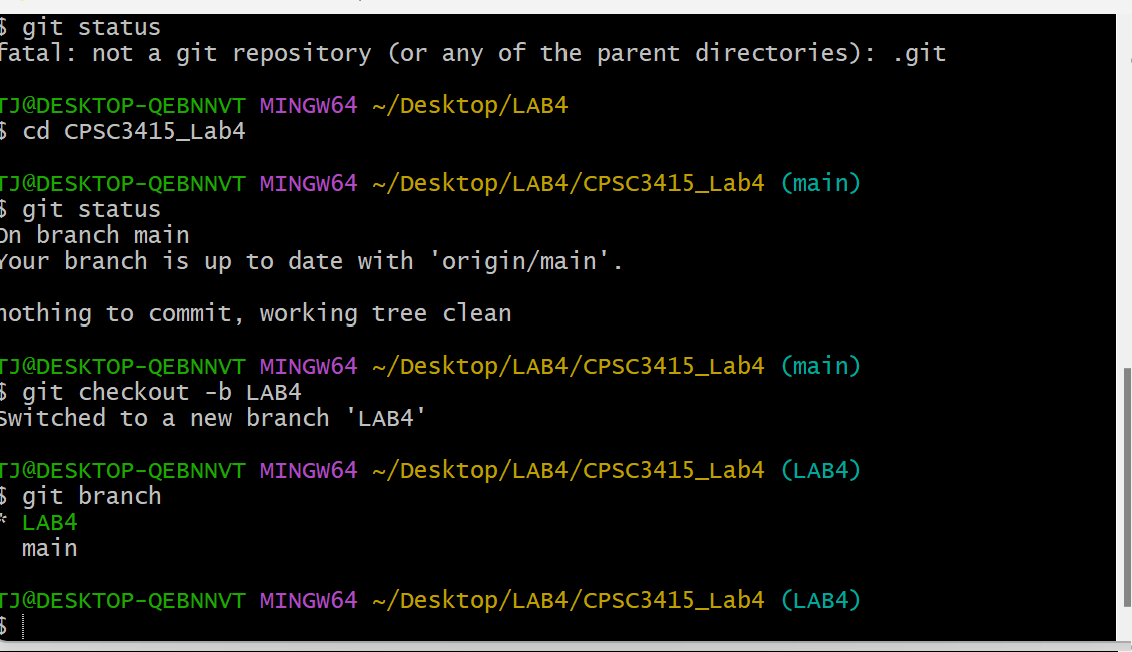 $ git status
fatal: not a git repository (or any of the parent directories): .git
TJ@DESKTOP-QEBNNVT MINGW64 ~/Desktop/LAB4
$ cd CPSC3415_Lab4
TJ@DESKTOP-QEBNNVT MINGW64 ~/Desktop/LAB4/CPSC3415_Lab4 (main)
$ git status
On branch main
Your branch is up to date with 'origin/main'.
nothing to commit, working tree clean
TJ@DESKTOP-QEBNNVT MINGW64 ~/Desktop/LAB4/CPSC3415_Lab4 (main)
$ git checkout -b LAB4
Switched to a new branch 'LAB4'
TJ@DESKTOP-QEBNNVT MINGW64 ~/Desktop/LAB4/CPSC3415_Lab4 (LAB4)
$ git branch
* LAB4
main
TJ@DESKTOP-QEBNNVT MINGW64 ~/Desktop/LAB4/CPSC3415_Lab4 (LAB4)
$